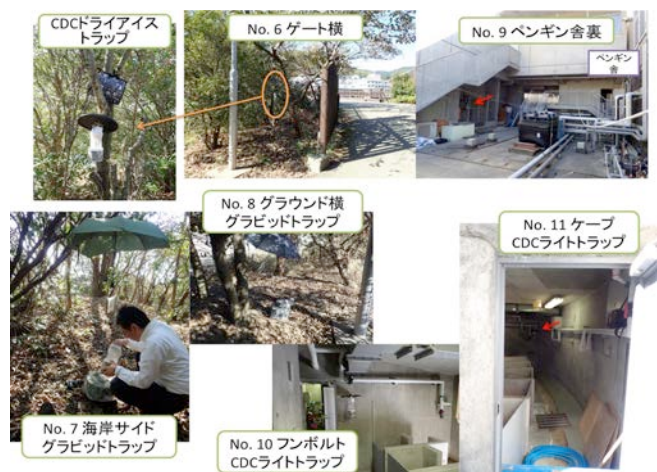 CDCドライアイス
トラップ
No. 6 ゲート横
No. 9 ペンギン舎裏
ペンギン
舎
No. 8 グラウンド横
グラビッドトラップ
No. 11 ケープ
CDCライトトラップ
No. 7 海岸サイド
グラビッドトラップ
No. 10 フンボルト
CDCライトトラップ